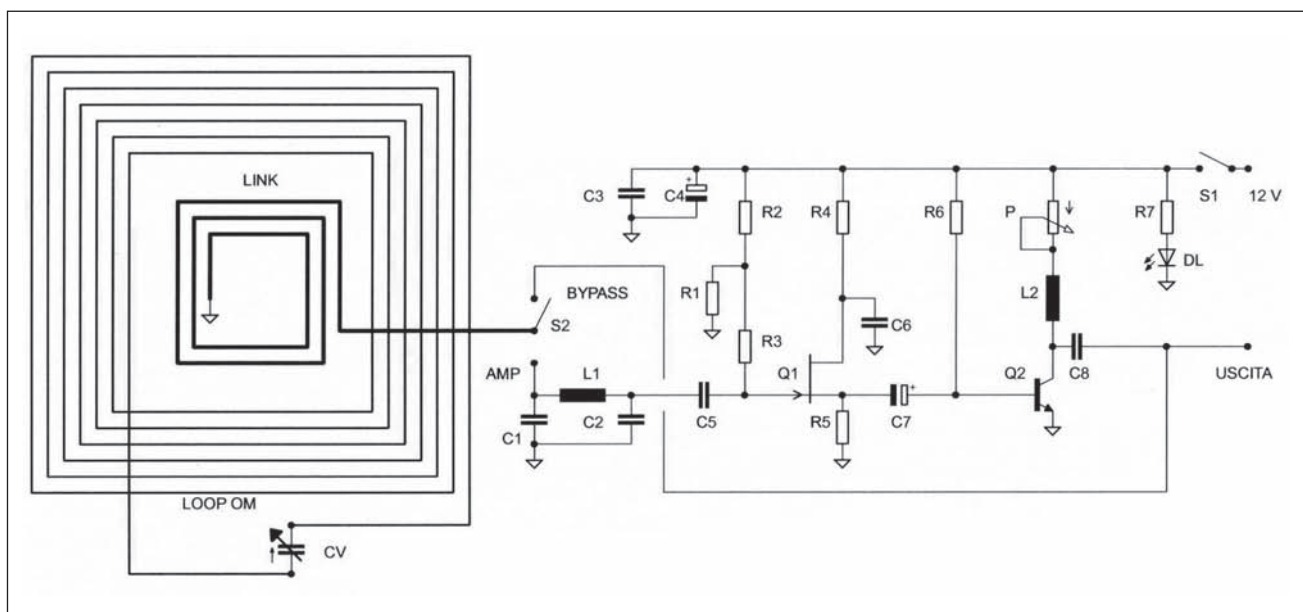 LINK
LOOP OM
CV
BYPASS
S2
AMP
L1
C1
C2
C5
C3
+
C4
R2
R1
R3
R4
Q1
C6
R5
C7
+
R6
P
L2
Q2
C8
R7
DL
S1
12 V
USCITA